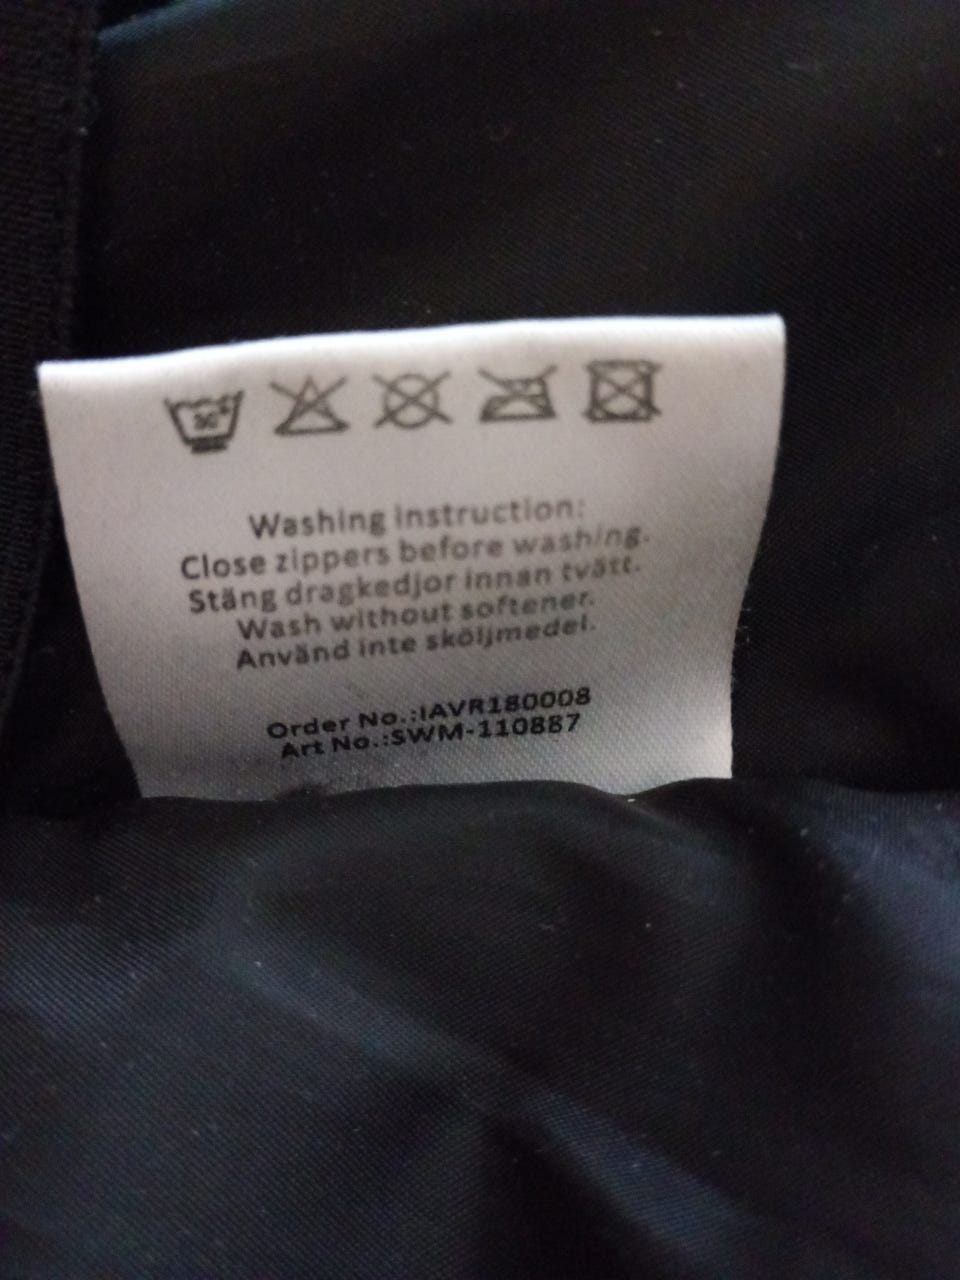 30°
Washing instruction:
Close zippers before washing.
Stäng dragkedjor innan tvätt.
Wash without softener.
Använd inte sköljmedel.
Order No.:IAVR180008
Art No.:SWM-110887